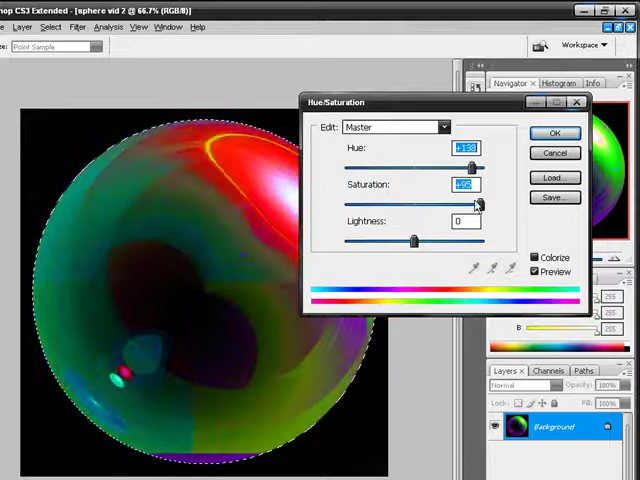 shop CS3 Extended - [sphere vid 2 @ 66.7% (RGB/8)]
Layer Select Filter Analysis View Window Help
Point Sample
Workspace
Navigator Histogram Info
Hue/Saturation
Edit: Master
Hue: +138
Saturation: +95
Lightness: 0
OK
Cancel
Load...
Save...
Colorize
Preview
255
255
B 255
Layers Channels Paths
Normal Opacity: 100%
Lock: Fill: 100%
Background